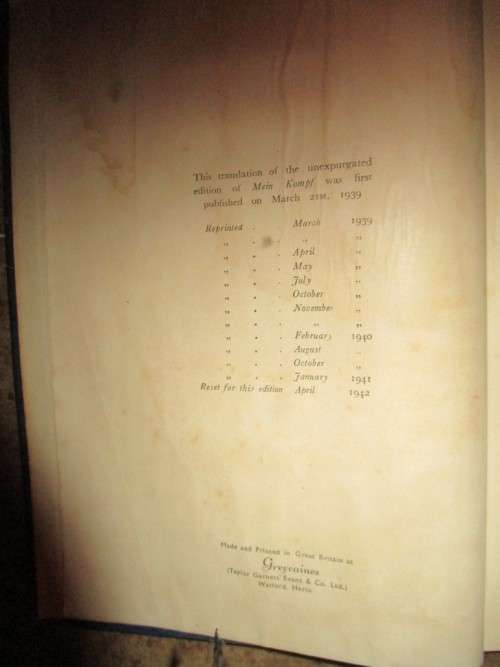 This translation of the unexpurgated
edition of Mein Kampf was first
published on March 21st, 1939
Reprinted . March 1939
„ . . „ „
„ . . April „
„ . . May „
„ . . July „
„ . . October „
„ . . November „
„ . . „ „
„ . . February 1940
„ . . August „
„ . . October „
„ . . January 1941
Reset for this edition April 1942
Made and Printed in Great Britain at
Greycaines
(Taylor Garnett Evans & Co. Ltd.)
Watford, Herts.